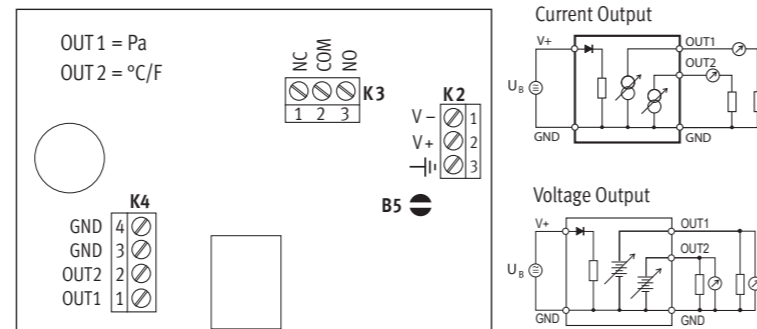 OUT 1 = Pa
OUT 2 = °C/F
NC
COM
NO
K3
1 2 3
K2
V – 1
V + 2
3
B5
K4
GND 4
GND 3
OUT2 2
OUT1 1
Current Output
V+
OUT1
OUT2
UB
GND
GND
Voltage Output
V+
OUT1
OUT2
UB
GND
GND